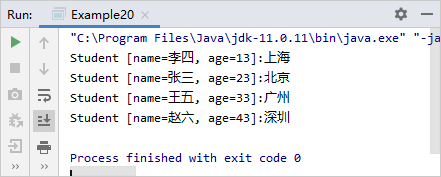 Run: Example20
"C:\Program Files\Java\jdk-11.0.11\bin\java.exe" "-ja
Student [name=李四, age=13]:上海
Student [name=张三, age=23]:北京
Student [name=王五, age=33]:广州
Student [name=赵六, age=43]:深圳
Process finished with exit code 0